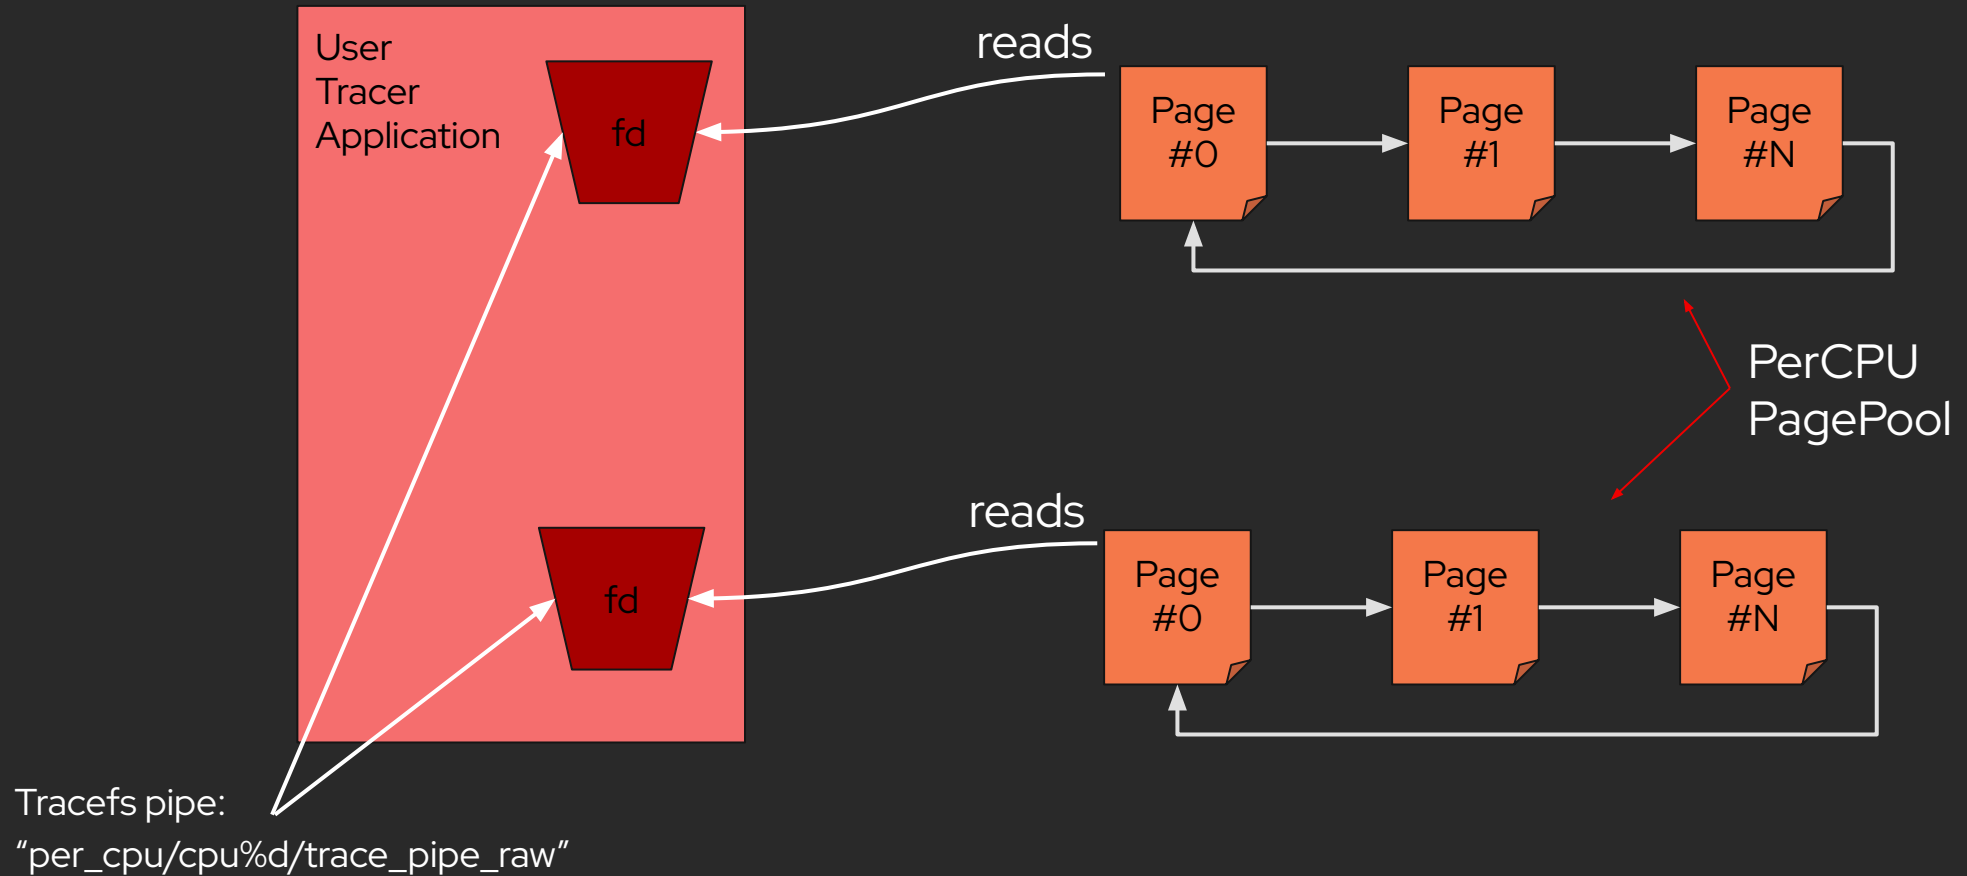 User
Tracer
Application
fd
reads
Page
#0
Page
#1
Page
#N
PerCPU
PagePool
fd
reads
Page
#0
Page
#1
Page
#N
Tracefs pipe:
“per_cpu/cpu%d/trace_pipe_raw”